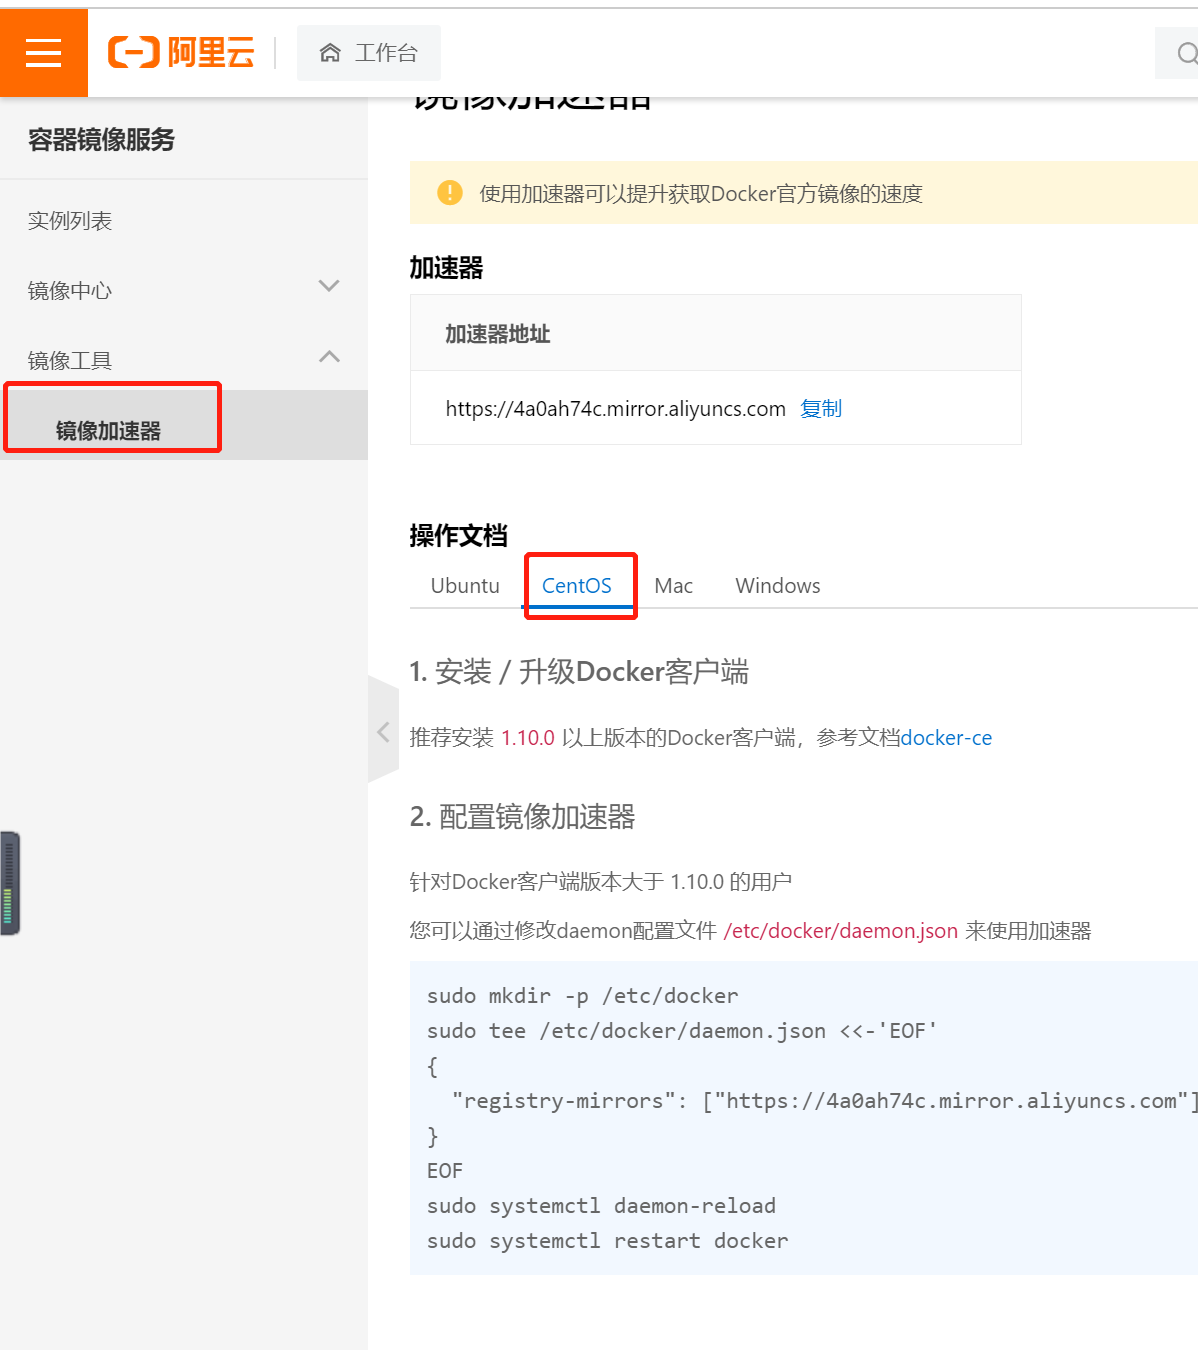 阿里云
工作台
镜像加速器
容器镜像服务
实例列表
镜像中心
镜像工具
镜像加速器
使用加速器可以提升获取Docker官方镜像的速度
加速器
加速器地址
https://4a0ah74c.mirror.aliyuncs.com 复制
操作文档
Ubuntu CentOS Mac Windows
1. 安装 / 升级Docker客户端
推荐安装 1.10.0 以上版本的Docker客户端，参考文档docker-ce
2. 配置镜像加速器
针对Docker客户端版本大于 1.10.0 的用户
您可以通过修改daemon配置文件 /etc/docker/daemon.json 来使用加速器
sudo mkdir -p /etc/docker
sudo tee /etc/docker/daemon.json <<-'EOF'
{
  "registry-mirrors": ["https://4a0ah74c.mirror.aliyuncs.com"]
}
EOF
sudo systemctl daemon-reload
sudo systemctl restart docker